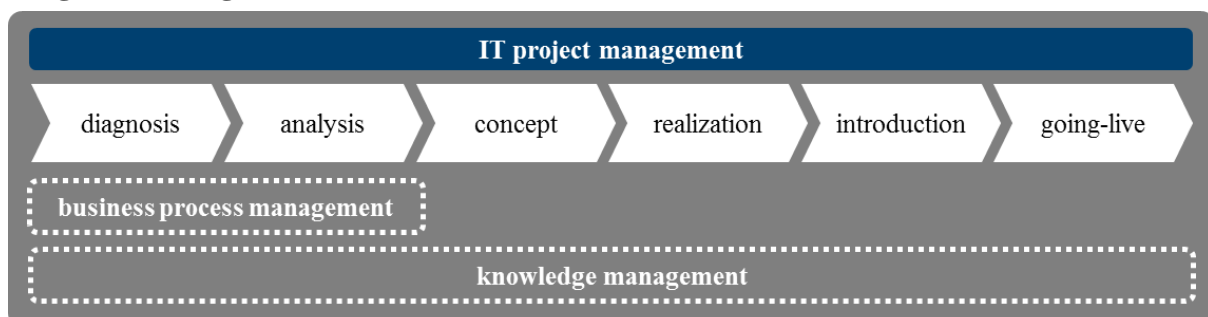 IT project management
diagnosis analysis concept realization introduction going-live
business process management
knowledge management